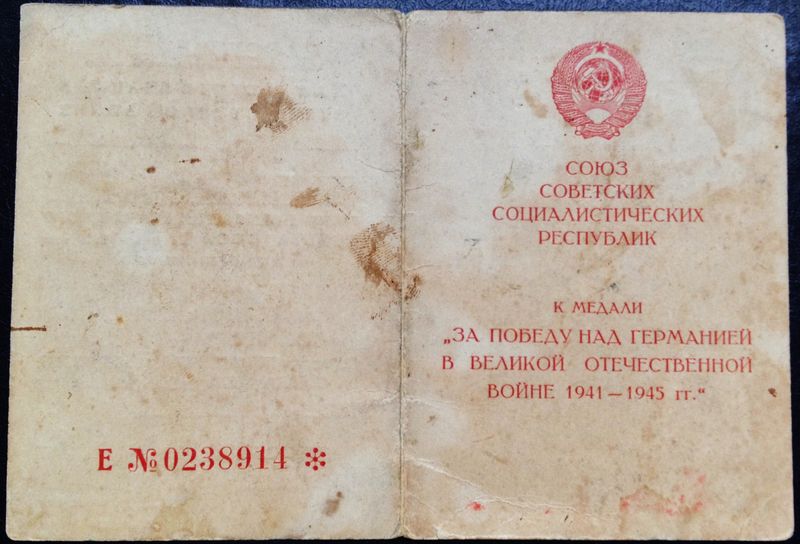 Е №0238914 *
СОЮЗ
СОВЕТСКИХ
СОЦИАЛИСТИЧЕСКИХ
РЕСПУБЛИК
К МЕДАЛИ
„ЗА ПОБЕДУ НАД ГЕРМАНИЕЙ
В ВЕЛИКОЙ ОТЕЧЕСТВЕННОЙ
ВОЙНЕ 1941 — 1945 гг.“